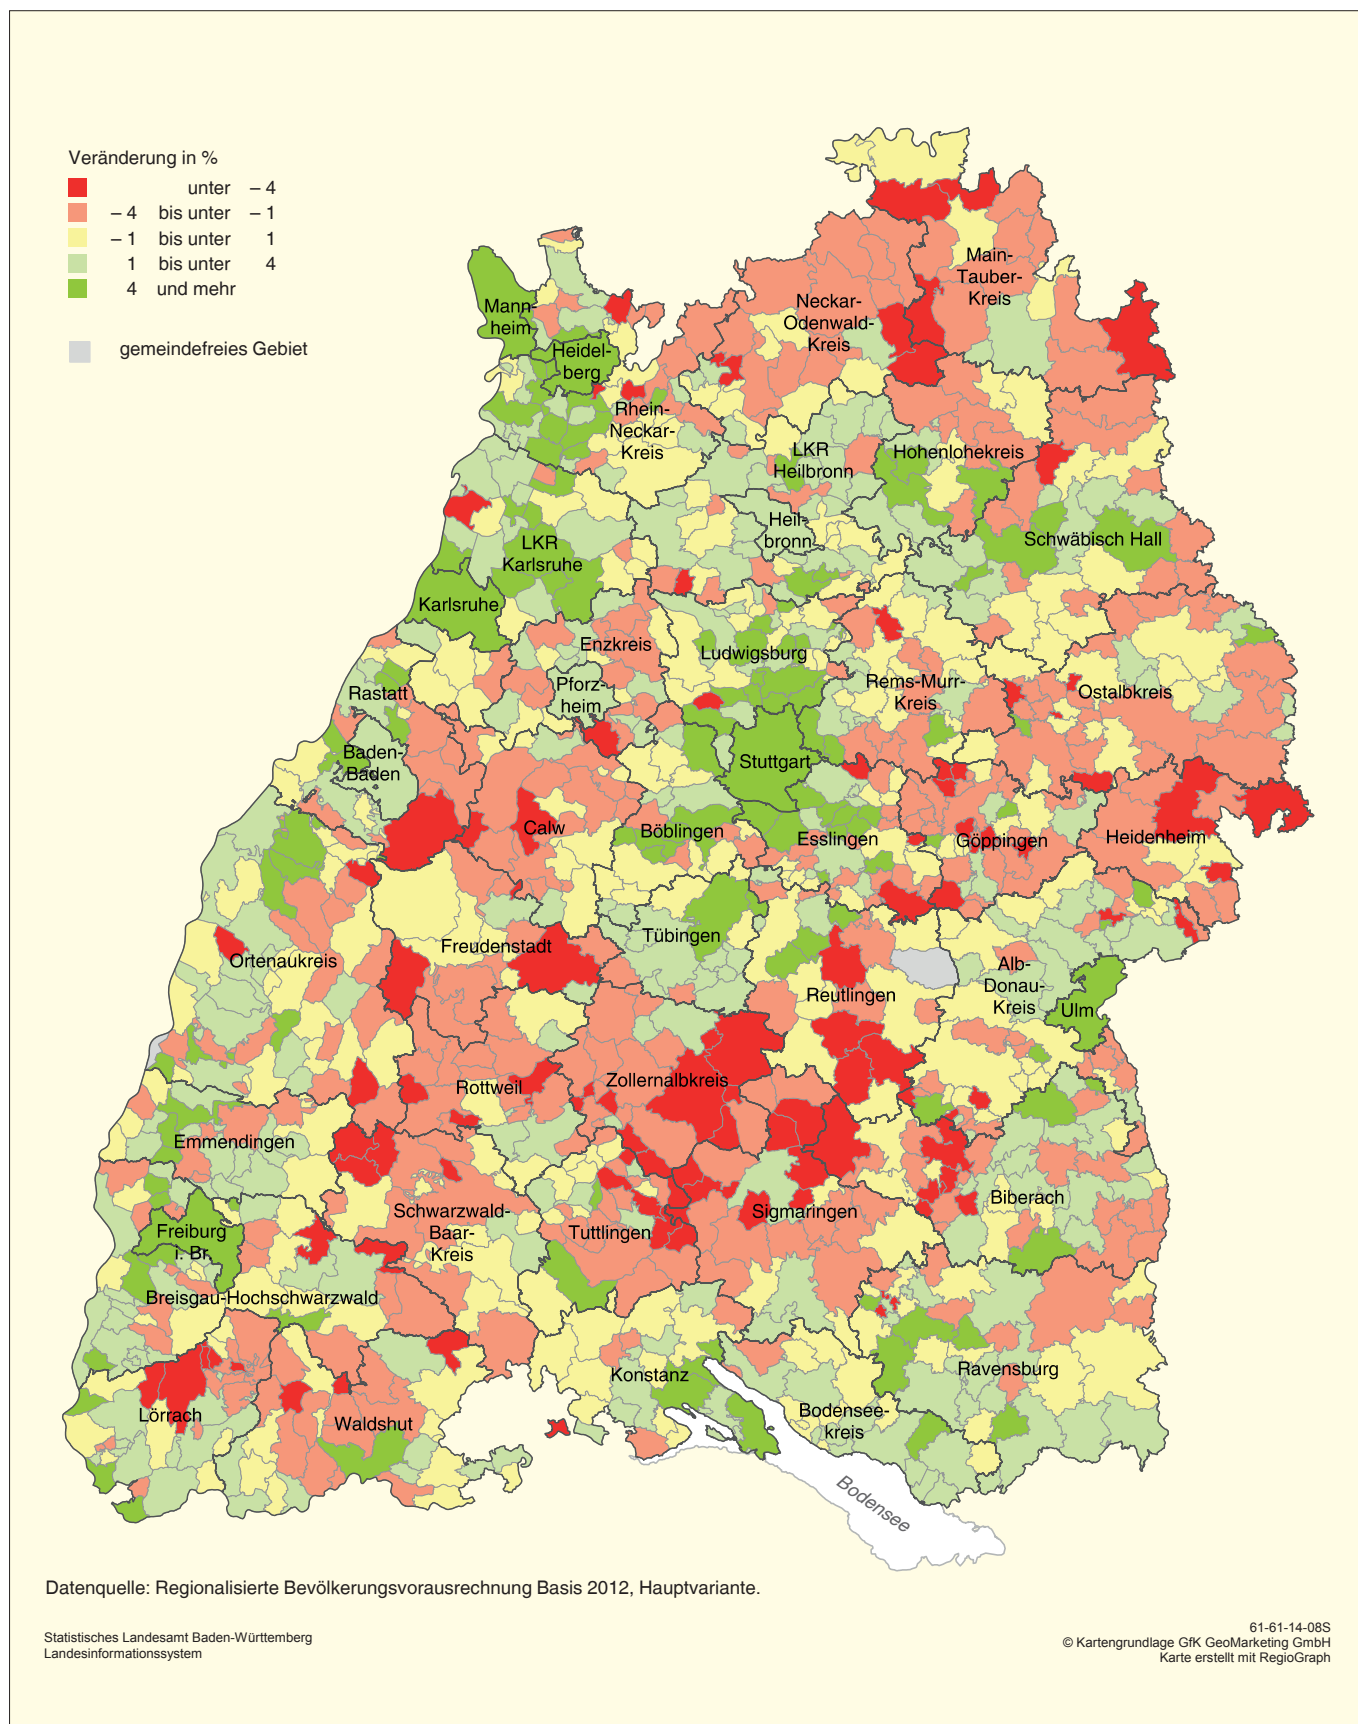 Veränderung in %
unter – 4
– 4 bis unter – 1
– 1 bis unter 1
1 bis unter 4
4 und mehr
gemeindefreies Gebiet
Main-
Tauber-
Kreis
Mann-
heim
Neckar-
Odenwald-
Kreis
Heidel-
berg
Rhein-
Neckar-
Kreis
LKR
Heilbronn
Hohenlohekreis
Heil-
bronn
Schwäbisch Hall
LKR
Karlsruhe
Karlsruhe
Enzkreis
Ludwigsburg
Pforz-
heim
Rems-Murr-
Kreis
Ostalbkreis
Rastatt
Baden-
Baden
Stuttgart
Calw
Böblingen
Esslingen
Göppingen
Heidenheim
Tübingen
Freudenstadt
Ortenaukreis
Reutlingen
Alb-
Donau-
Kreis
Ulm
Rottweil
Zollernalbkreis
Emmendingen
Biberach
Schwarzwald-
Baar-
Kreis
Sigmaringen
Tuttlingen
Freiburg
i. Br.
Breisgau-Hochschwarzwald
Konstanz
Ravensburg
Lörrach
Waldshut
Bodensee-
kreis
Bodensee
Datenquelle: Regionalisierte Bevölkerungsvorausrechnung Basis 2012, Hauptvariante.
Statistisches Landesamt Baden-Württemberg
Landesinformationssystem
61-61-14-08S
© Kartengrundlage GfK GeoMarketing GmbH
Karte erstellt mit RegioGraph